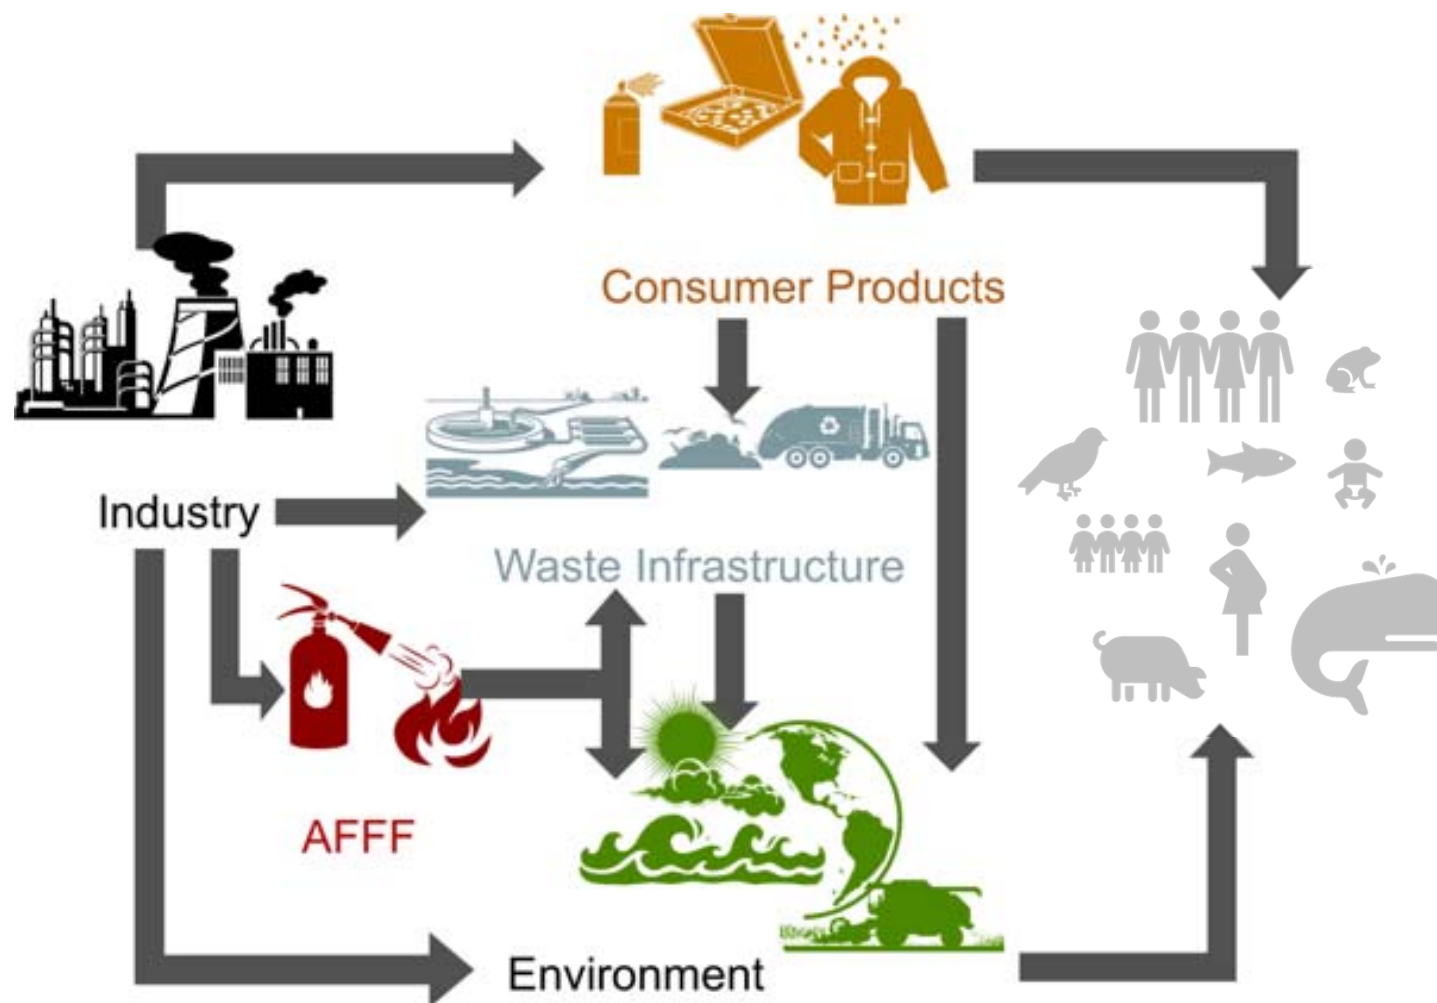 Consumer Products
Industry
Waste Infrastructure
AFFF
Environment